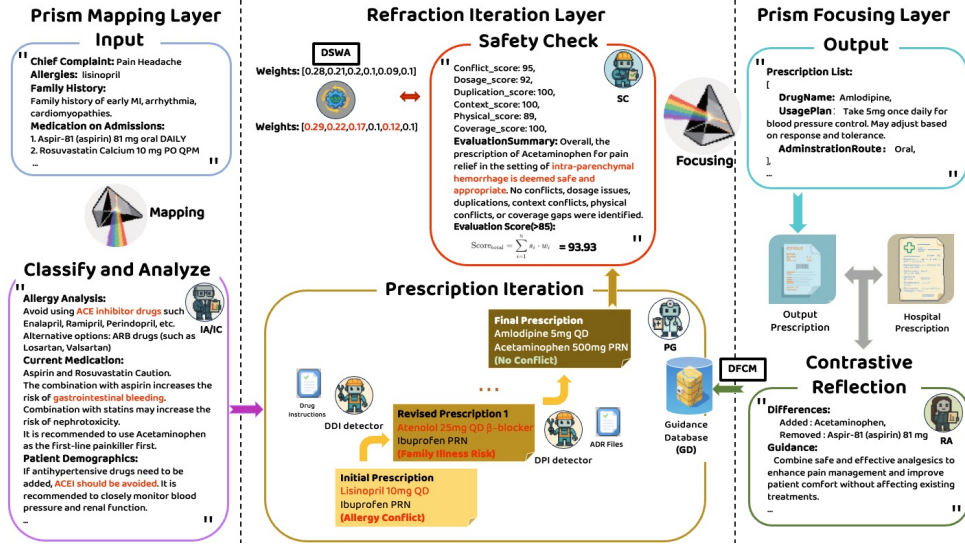 Prism Mapping Layer
Input
"
Chief Complaint: Pain Headache
Allergies: lisinopril
Family History:
Family history of early MI, arrhythmia,
cardiomyopathies.
Medication on Admissions:
1. Aspir-81 (aspirin) 81 mg oral DAILY
2. Rosuvastatin Calcium 10 mg PO QPM
...
"
Mapping
Classify and Analyze
"
IA/IC
Allergy Analysis:
Avoid using ACE inhibitor drugs such
Enalapril, Ramipril, Perindopril, etc.
Alternative options: ARB drugs (such as
Losartan, Valsartan)
Current Medication:
Aspirin and Rosuvastatin Caution.
The combination with aspirin increases the
risk of gastrointestinal bleeding.
Combination with statins may increase the
risk of nephrotoxicity.
It is recommended to use Acetaminophen
as the first-line painkiller first.
Patient Demographics:
If antihypertensive drugs need to be
added, ACEI should be avoided. It is
recommended to closely monitor blood
pressure and renal function.
...
"
Refraction Iteration Layer
DSWA
Weights: [0.28,0.21,0.2,0.1,0.09,0.1]
Weights: [0.29,0.22,0.17,0.1,0.12,0.1]
Safety Check
"
SC
Conflict_score: 95,
Dosage_score: 92,
Duplication_score: 100,
Context_score: 100,
Physical_score: 89,
Coverage_score: 100,
EvaluationSummary: Overall, the
prescription of Acetaminophen for pain
relief in the setting of intra-parenchymal
hemorrhage is deemed safe and
appropriate. No conflicts, dosage issues,
duplications, context conflicts, physical
conflicts, or coverage gaps were identified.
Evaluation Score(>85):
Score_total = ∑_{i=1}^{n} s_i · w_i = 93.93
"
Focusing
Prescription Iteration
Final Prescription
Amlodipine 5mg QD
Acetaminophen 500mg PRN
(No Conflict)
PG
...
Drug
instructions
DDI detector
Revised Prescription 1
Atenolol 25mg QD β-blocker
Ibuprofen PRN
(Family Illness Risk)
DPI detector
ADR Files
Initial Prescription
Lisinopril 10mg QD
Ibuprofen PRN
(Allergy Conflict)
Guidance
Database
(GD)
DFCM
Prism Focusing Layer
Output
"
Prescription List:
[
DrugName: Amlodipine,
UsagePlan: Take 5mg once daily for
blood pressure control. May adjust based
on response and tolerance.
AdminstrationRoute: Oral,
],
...
"
Output
Prescription
Hospital
Prescription
Contrastive
Reflection
"
RA
Differences:
Added : Acetaminophen,
Removed : Aspir-81 (aspirin) 81 mg
Guidance:
Combine safe and effective analgesics to
enhance pain management and improve
patient comfort without affecting existing
treatments.
...
"